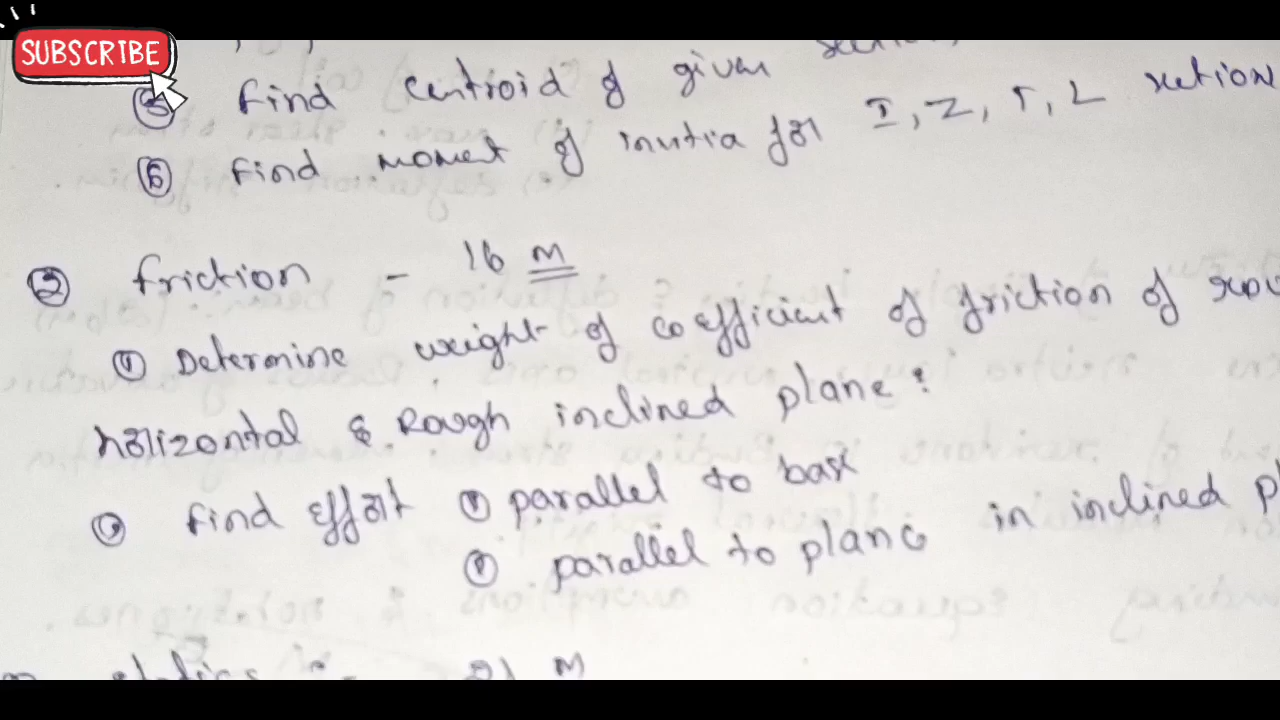 SUBSCRIBE
⑤ Find centroid of given
⑥ Find moment of inertia for I, Z, T, L section
② friction - 16 M
① Determine weight of coefficient of friction of
horizontal & Rough inclined plane:
② Find effort ① parallel to base
② parallel to plane in inclined
M